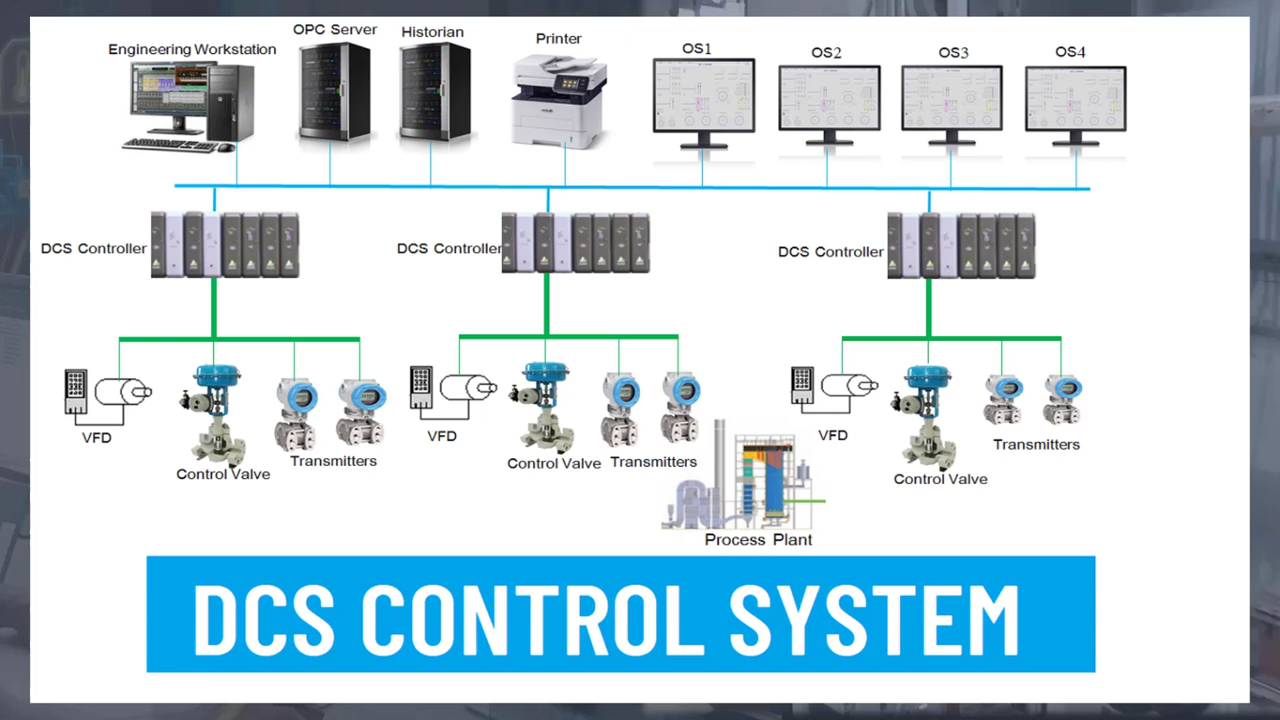 OPC Server
Historian
Printer
Engineering Workstation
OS1
OS2
OS3
OS4
DCS Controller
DCS Controller
DCS Controller
VFD
Control Valve
Transmitters
VFD
Control Valve
Transmitters
VFD
Control Valve
Transmitters
Process Plant
DCS CONTROL SYSTEM